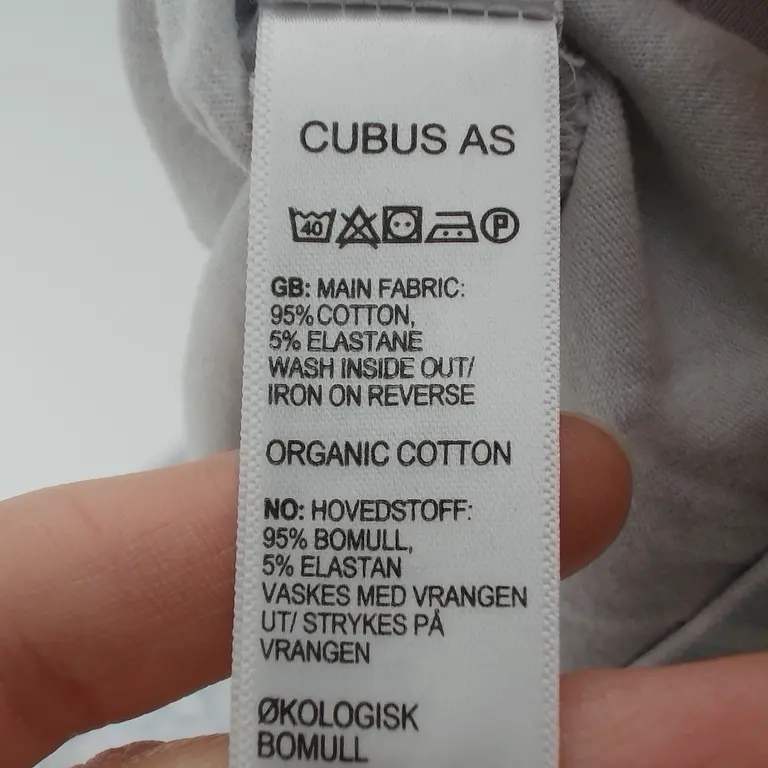 CUBUS AS
40 P
GB: MAIN FABRIC:
95% COTTON,
5% ELASTANE
WASH INSIDE OUT/
IRON ON REVERSE
ORGANIC COTTON
NO: HOVEDSTOFF:
95% BOMULL,
5% ELASTAN
VASKES MED VRANGEN
UT/ STRYKES PÅ
VRANGEN
ØKOLOGISK
BOMULL